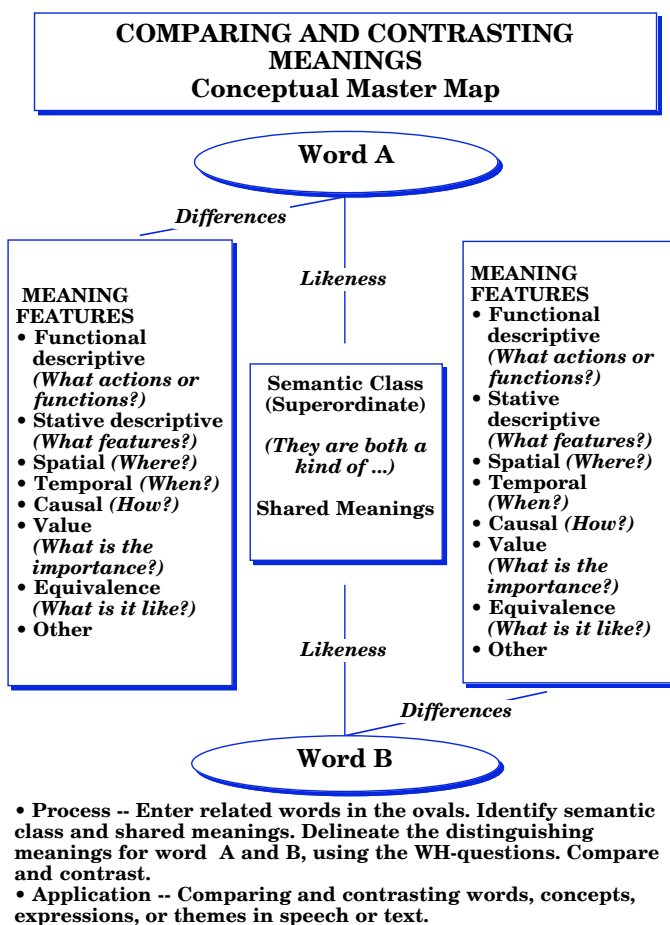 COMPARING AND CONTRASTING
MEANINGS
Conceptual Master Map
Word A
Differences
Likeness
MEANING
FEATURES
• Functional
descriptive
(What actions or
functions?)
• Stative descriptive
(What features?)
• Spatial (Where?)
• Temporal (When?)
• Causal (How?)
• Value
(What is the
importance?)
• Equivalence
(What is it like?)
• Other
Semantic Class
(Superordinate)
(They are both a
kind of ...)
Shared Meanings
MEANING
FEATURES
• Functional
descriptive
(What actions or
functions?)
• Stative
descriptive
(What features?)
• Spatial (Where?)
• Temporal
(When?)
• Causal (How?)
• Value
(What is the
importance?)
• Equivalence
(What is it like?)
• Other
Likeness
Differences
Word B
• Process -- Enter related words in the ovals. Identify semantic
class and shared meanings. Delineate the distinguishing
meanings for word A and B, using the WH-questions. Compare
and contrast.
• Application -- Comparing and contrasting words, concepts,
expressions, or themes in speech or text.